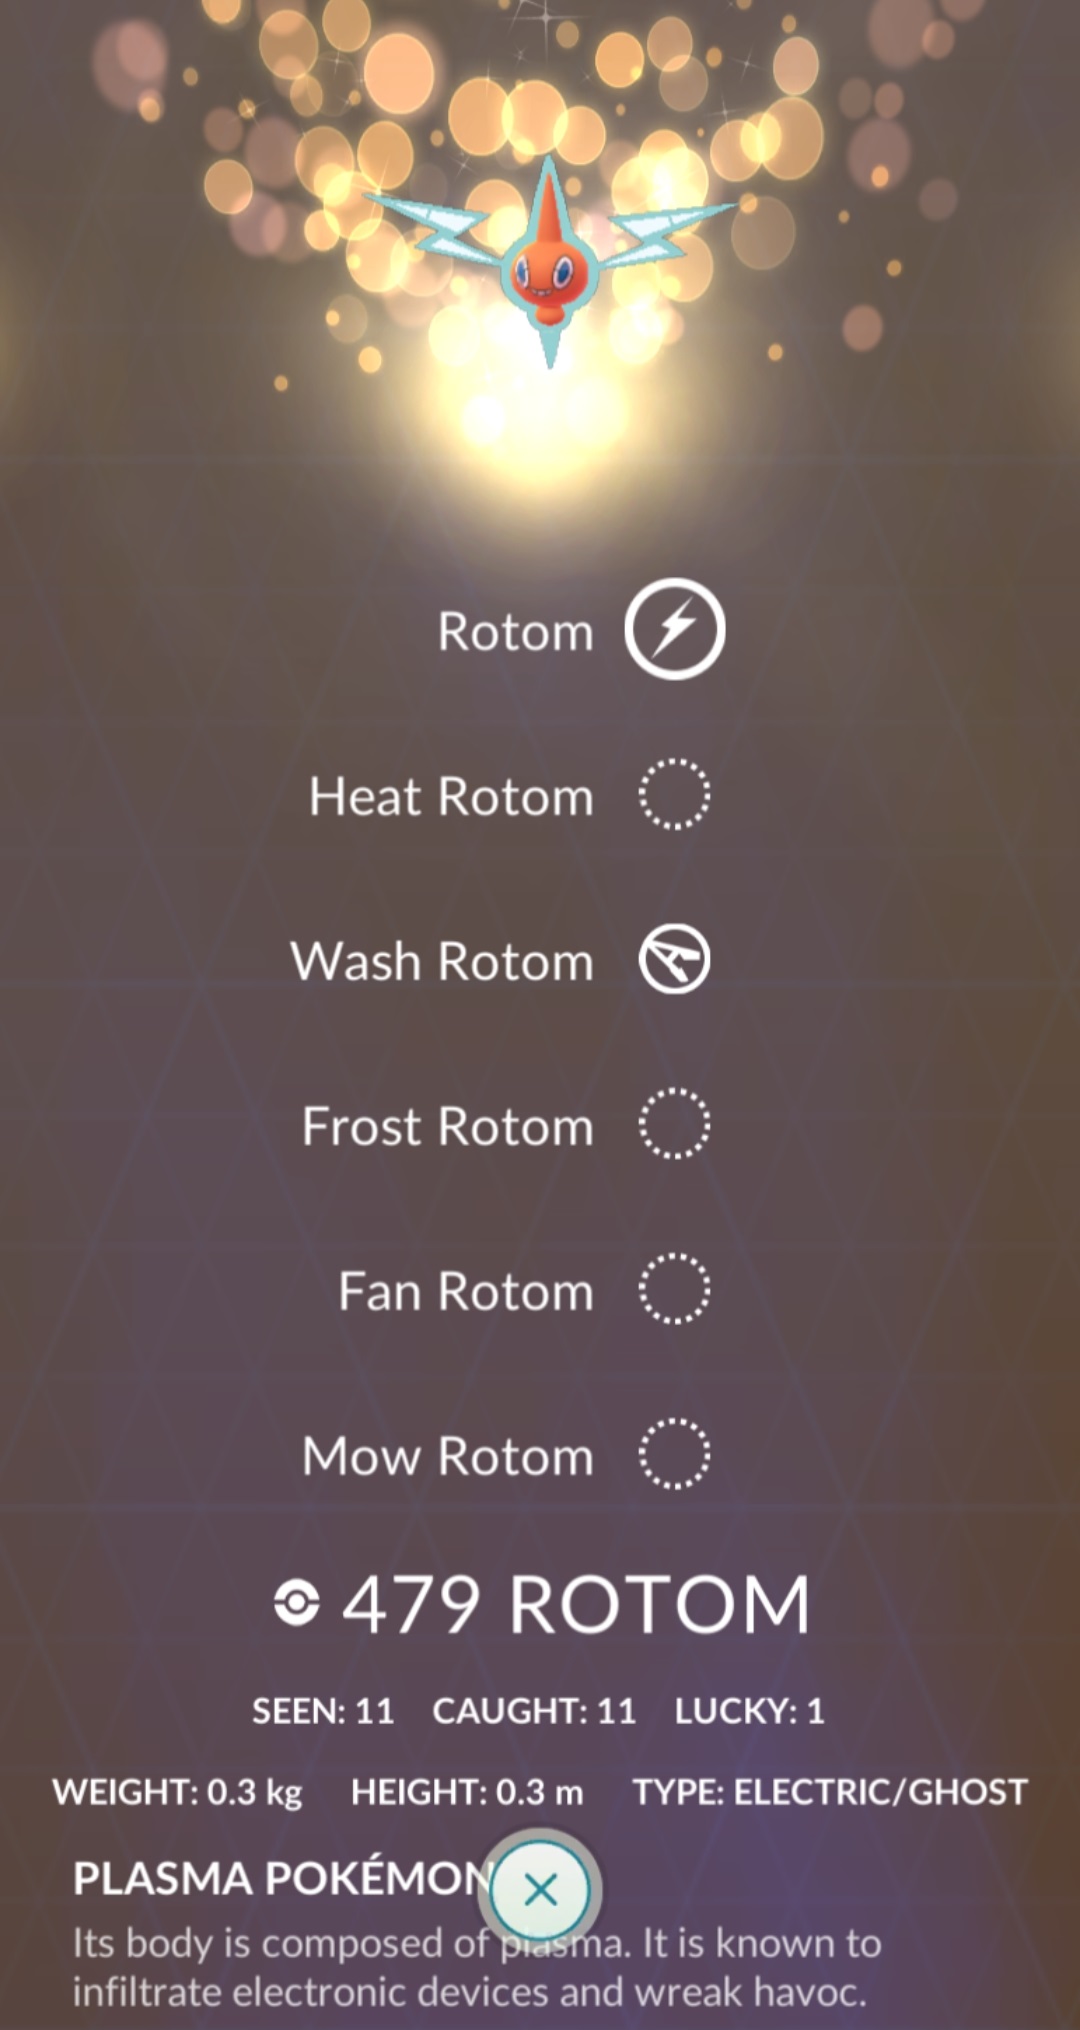 Rotom
Heat Rotom
Wash Rotom
Frost Rotom
Fan Rotom
Mow Rotom
479 ROTOM
SEEN: 11 CAUGHT: 11 LUCKY: 1
WEIGHT: 0.3 kg HEIGHT: 0.3 m TYPE: ELECTRIC/GHOST
PLASMA POKÉMON
Its body is composed of plasma. It is known to
infiltrate electronic devices and wreak havoc.